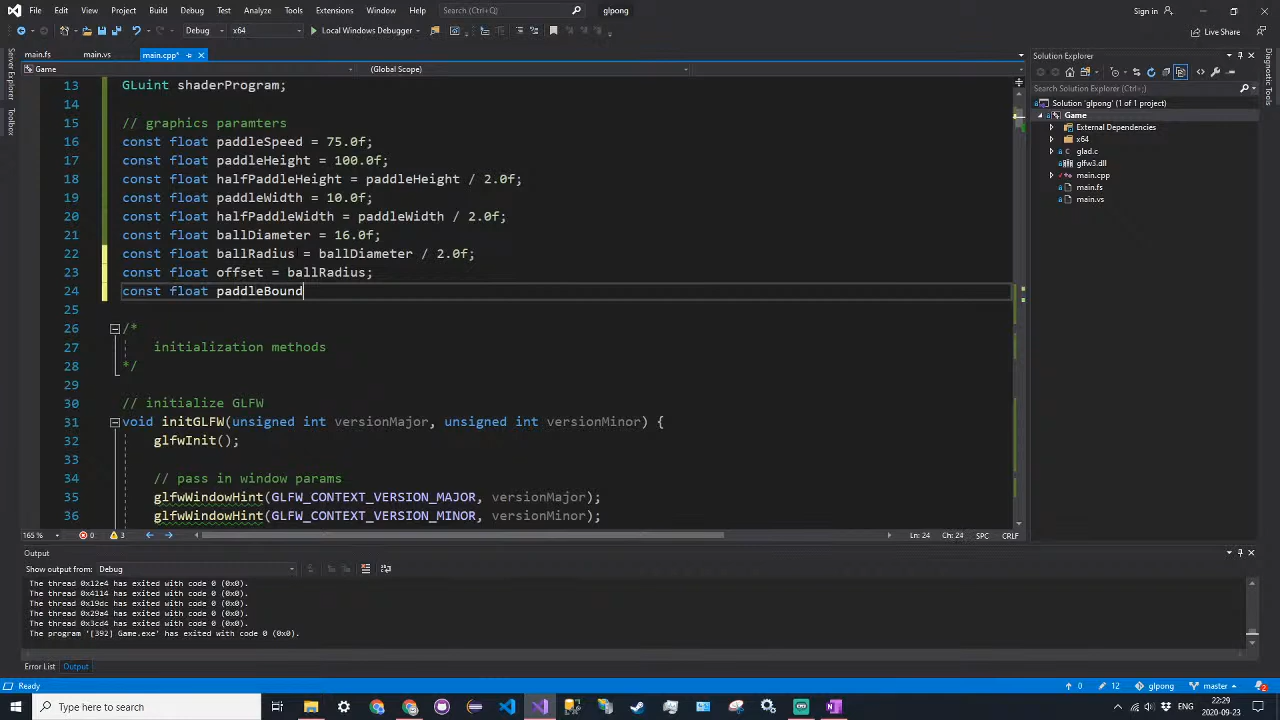 File Edit View Git Project Build Debug Test Analyze Tools Extensions Window Help Search (Ctrl+Q) glpong Sign in
Debug x64 Local Windows Debugger Live Share
main.fs main.vs main.cpp*
Game (Global Scope)
Server Explorer
Toolbox
13 GLuint shaderProgram;
14
15 // graphics paramters
16 const float paddleSpeed = 75.0f;
17 const float paddleHeight = 100.0f;
18 const float halfPaddleHeight = paddleHeight / 2.0f;
19 const float paddleWidth = 10.0f;
20 const float halfPaddleWidth = paddleWidth / 2.0f;
21 const float ballDiameter = 16.0f;
22 const float ballRadius = ballDiameter / 2.0f;
23 const float offset = ballRadius;
24 const float paddleBound
25
26 /*
27 initialization methods
28 */
29
30 // initialize GLFW
31 void initGLFW(unsigned int versionMajor, unsigned int versionMinor) {
32 glfwInit();
33
34 // pass in window params
35 glfwWindowHint(GLFW_CONTEXT_VERSION_MAJOR, versionMajor);
36 glfwWindowHint(GLFW_CONTEXT_VERSION_MINOR, versionMinor);
165 % 0 3 Ln: 24 Ch: 24 SPC CRLF
Solution Explorer
Search Solution Explorer (Ctrl+;)
Solution 'glpong' (1 of 1 project)
Game
External Dependencies
x64
glad.c
glfw3.dll
main.cpp
main.fs
main.vs
Diagnostic Tools
Output
Show output from: Debug
The thread 0x12e4 has exited with code 0 (0x0).
The thread 0x4114 has exited with code 0 (0x0).
The thread 0x19dc has exited with code 0 (0x0).
The thread 0x29a4 has exited with code 0 (0x0).
The thread 0x3cd4 has exited with code 0 (0x0).
The program '[392] Game.exe' has exited with code 0 (0x0).
Error List Output
Ready 0 12 glpong master 2
Type here to search
22:29
2020-09-23